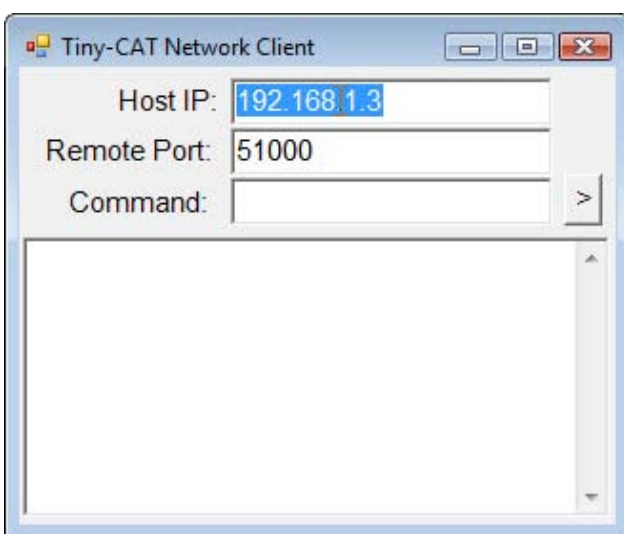 Tiny-CAT Network Client
Host IP: 192.168.1.3
Remote Port: 51000
Command: >